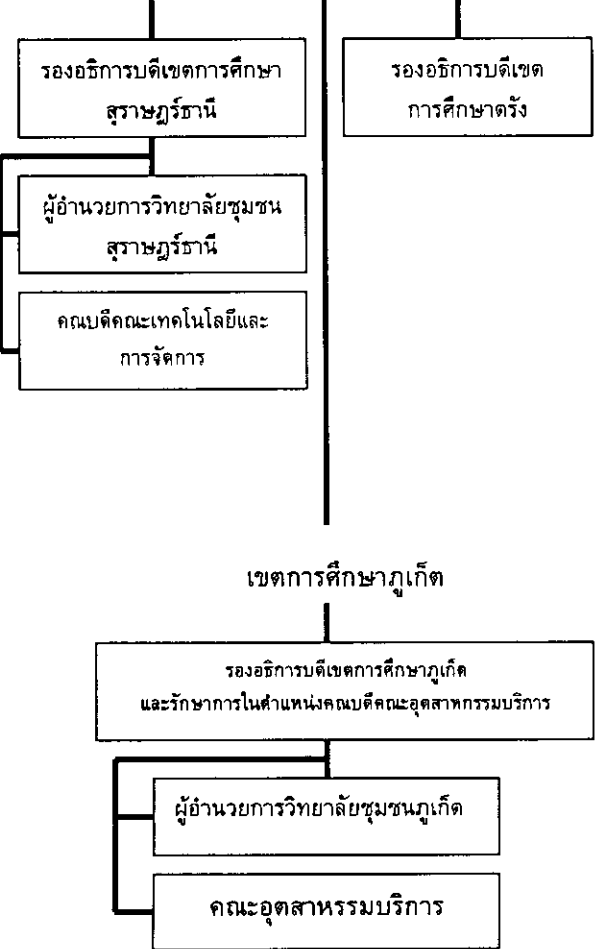 รองอธิการบดีเขตการศึกษา
สุราษฎร์ธานี
รองอธิการบดีเขต
การศึกษาตรัง
ผู้อำนวยการวิทยาลัยชุมชน
สุราษฎร์ธานี
คณบดีคณะเทคโนโลยีและ
การจัดการ
เขตการศึกษาภูเก็ต
รองอธิการบดีเขตการศึกษาภูเก็ต
และรักษาการในตำแหน่งคณบดีคณะอุตสาหกรรมบริการ
ผู้อำนวยการวิทยาลัยชุมชนภูเก็ต
คณะอุตสาหรรมบริการ